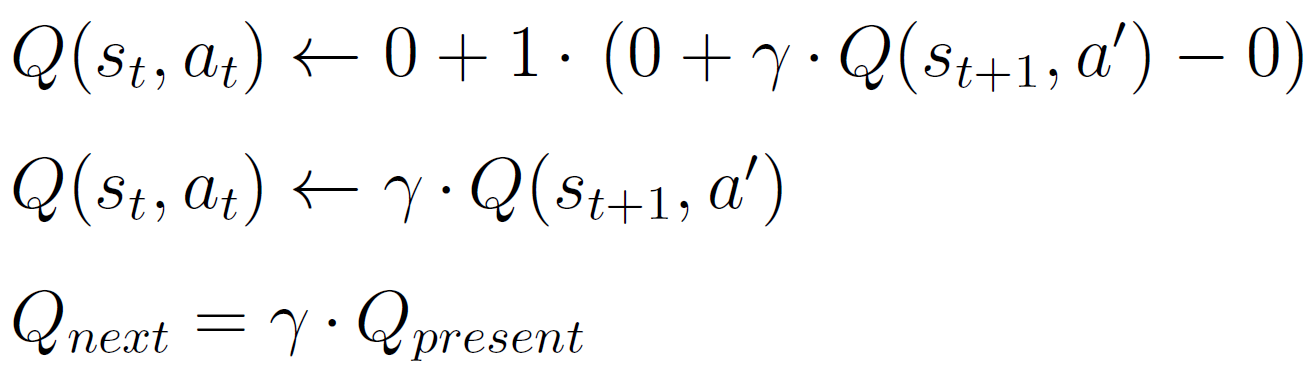 Q(s_t, a_t) ← 0 + 1 · (0 + γ · Q(s_{t+1}, a′) − 0)
Q(s_t, a_t) ← γ · Q(s_{t+1}, a′)
Q_{next} = γ · Q_{present}